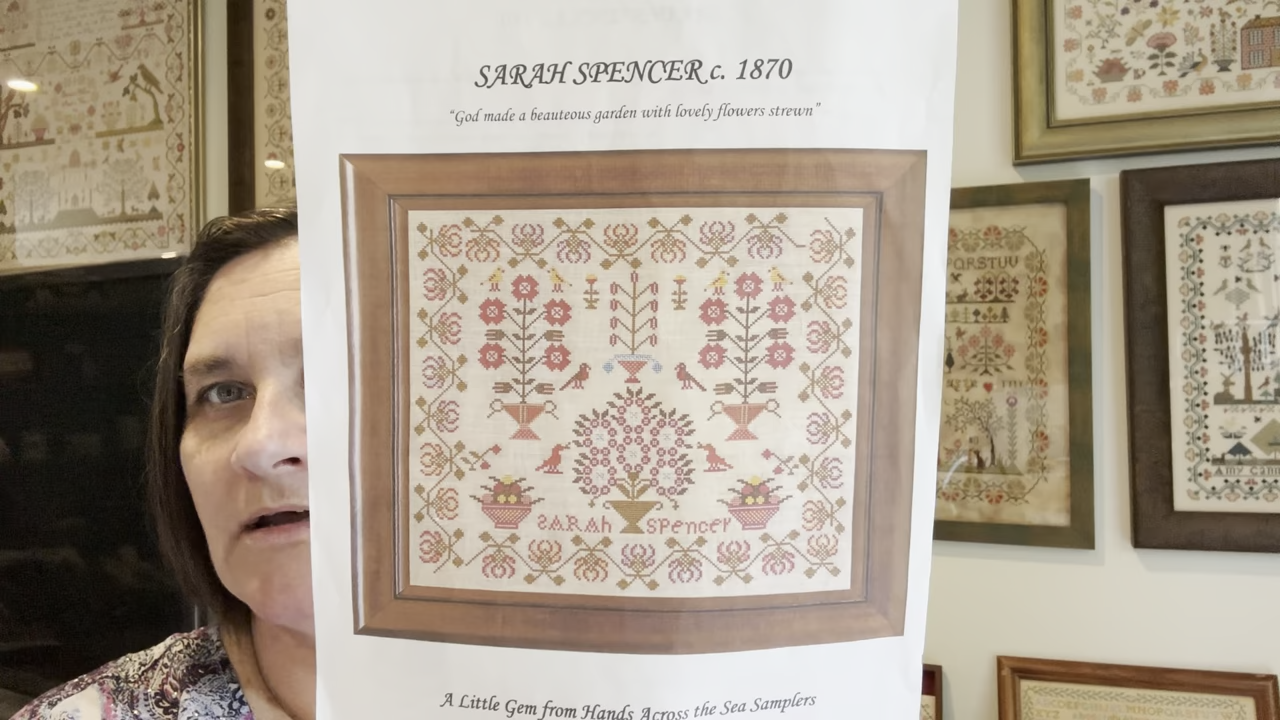 SARAH SPENCER c. 1870
“God made a beauteous garden with lovely flowers strewn”
SARAh spencer
A Little Gem from Hands Across the Sea Samplers